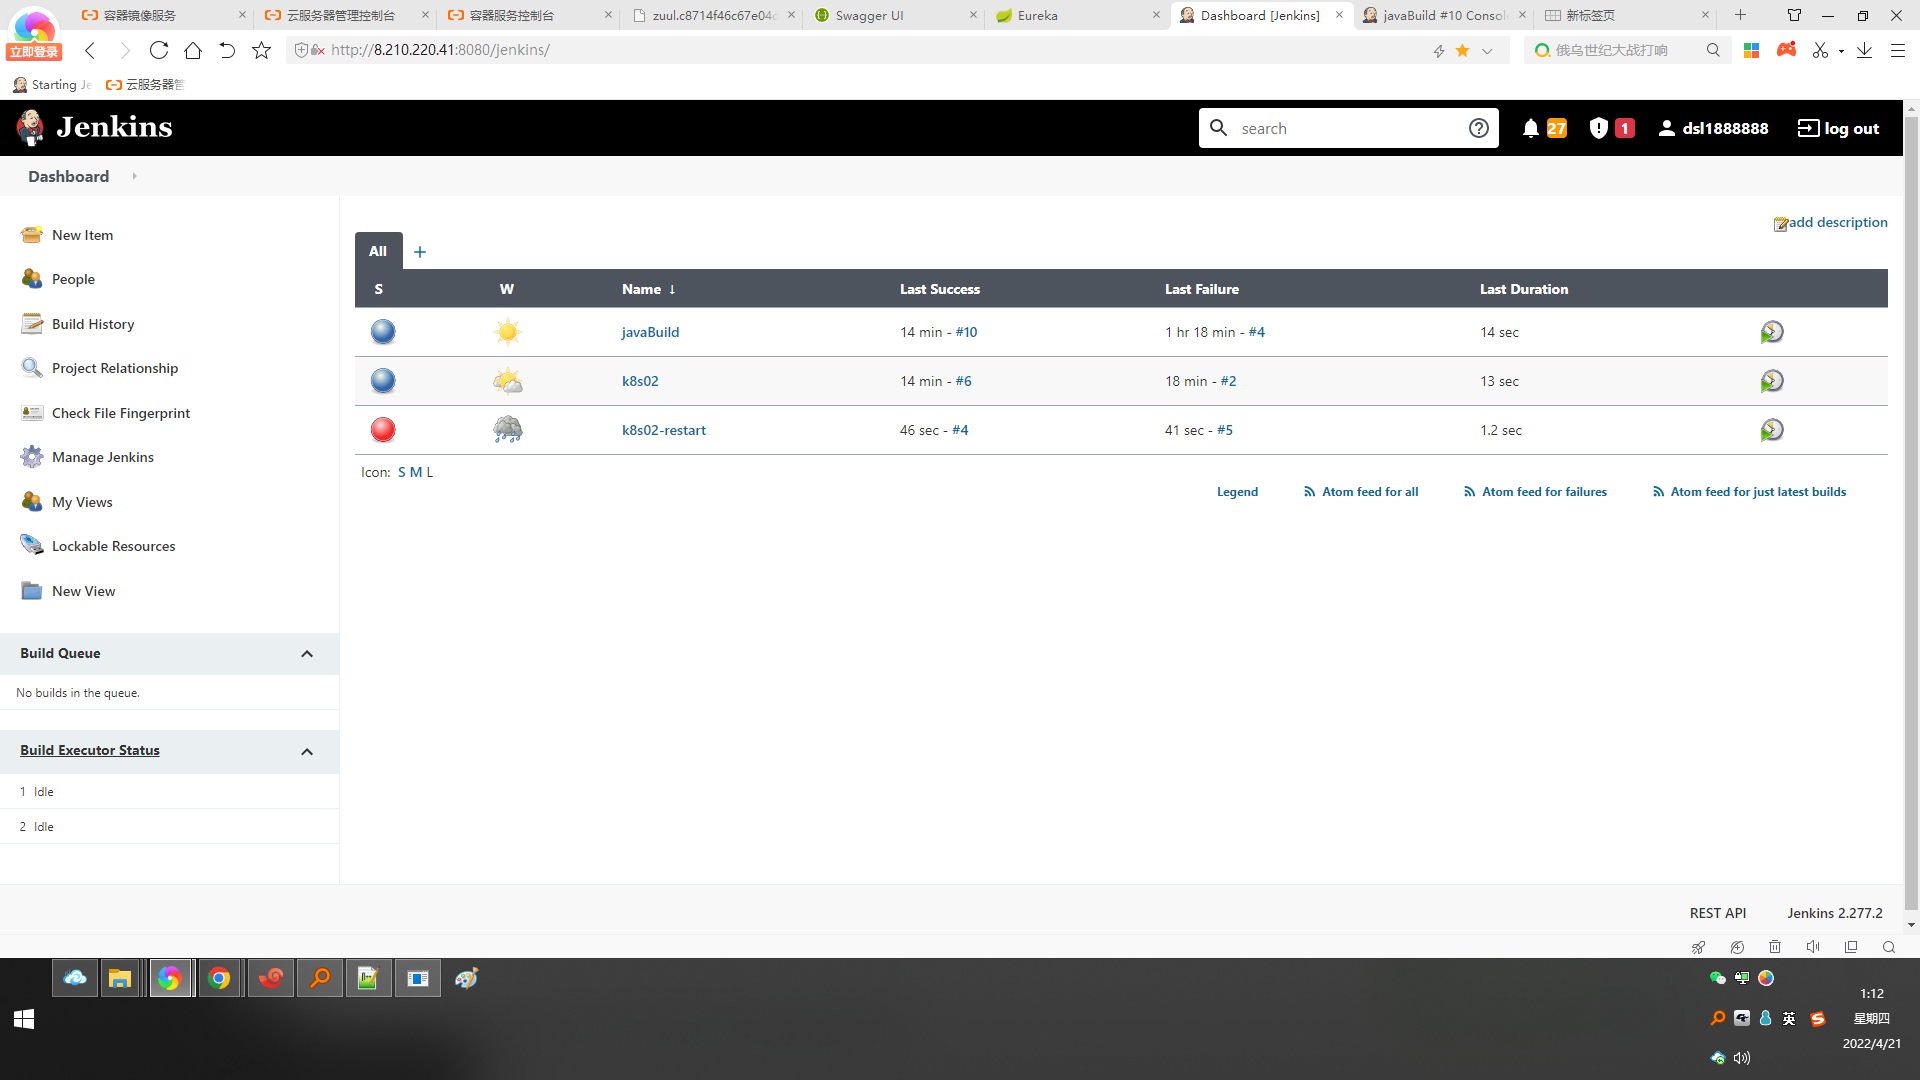 容器镜像服务
云服务器管理控制台
容器服务控制台
zuul.c8714f46c67e04c
Swagger UI
Eureka
Dashboard [Jenkins]
javaBuild #10 Consol
新标签页
立即登录
http://8.210.220.41:8080/jenkins/
俄乌世纪大战打响
Starting Je
云服务器管
Jenkins
search
27
1
dsl1888888
log out
Dashboard
add description
New Item
People
Build History
Project Relationship
Check File Fingerprint
Manage Jenkins
My Views
Lockable Resources
New View
Build Queue
No builds in the queue.
Build Executor Status
1 Idle
2 Idle
All +
S W Name ↓ Last Success Last Failure Last Duration
javaBuild 14 min - #10 1 hr 18 min - #4 14 sec
k8s02 14 min - #6 18 min - #2 13 sec
k8s02-restart 46 sec - #4 41 sec - #5 1.2 sec
Icon: S M L
Legend Atom feed for all Atom feed for failures Atom feed for just latest builds
REST API Jenkins 2.277.2
1:12
英
星期四
2022/4/21